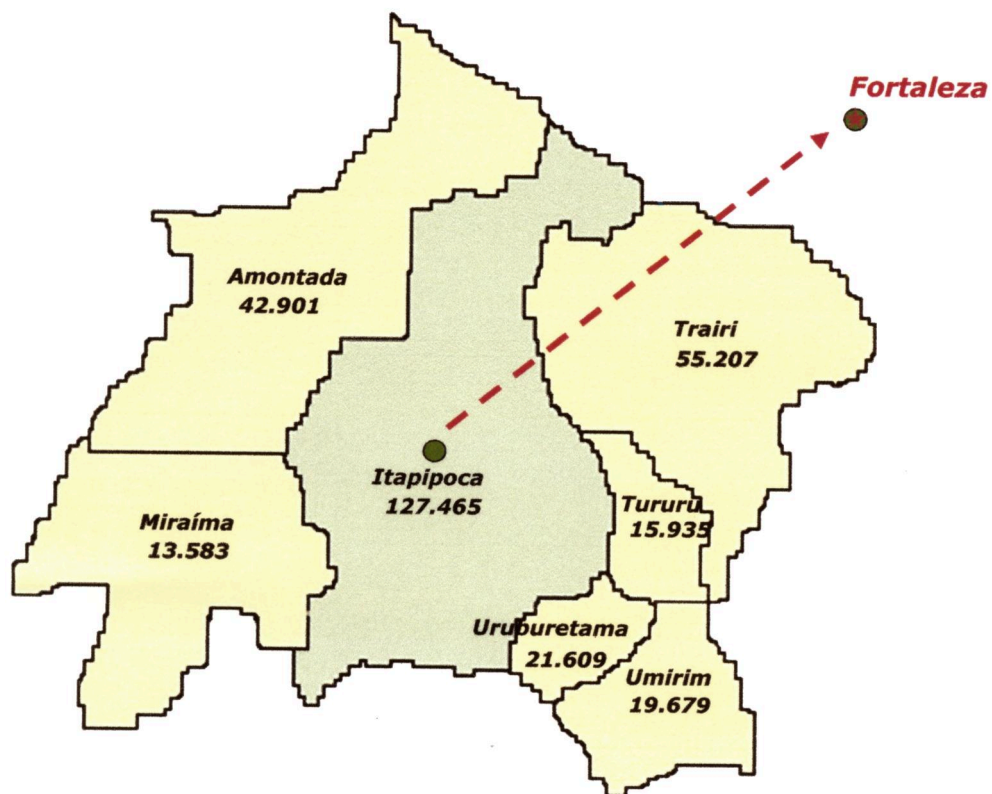 Fortaleza
Amontada
42.901
Trairi
55.207
Itapipoca
127.465
Tururu
15.935
Miraíma
13.583
Uruburetama
21.609
Umirim
19.679